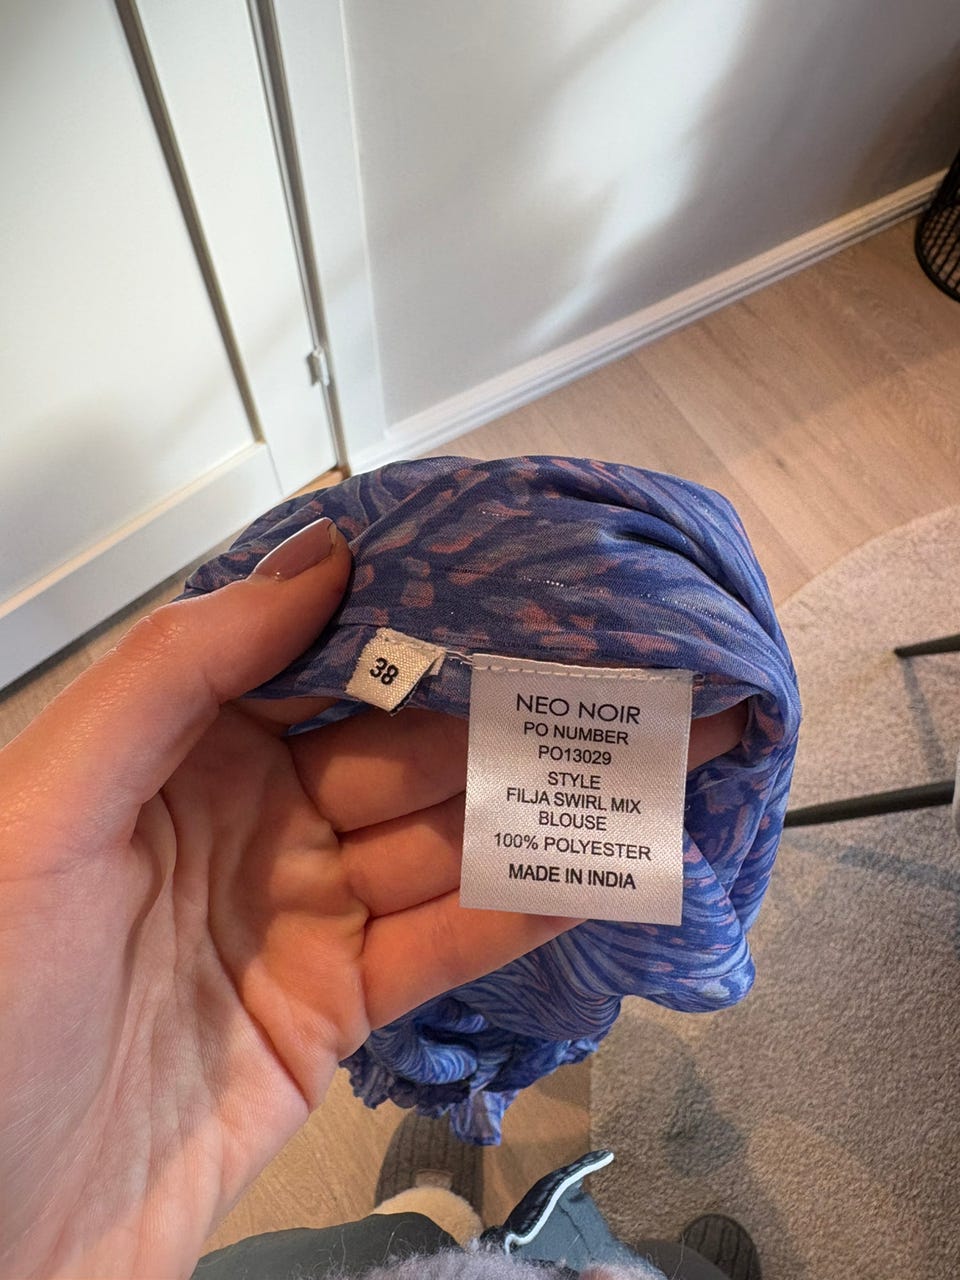 38
NEO NOIR
PO NUMBER
PO13029
STYLE
FILJA SWIRL MIX
BLOUSE
100% POLYESTER
MADE IN INDIA